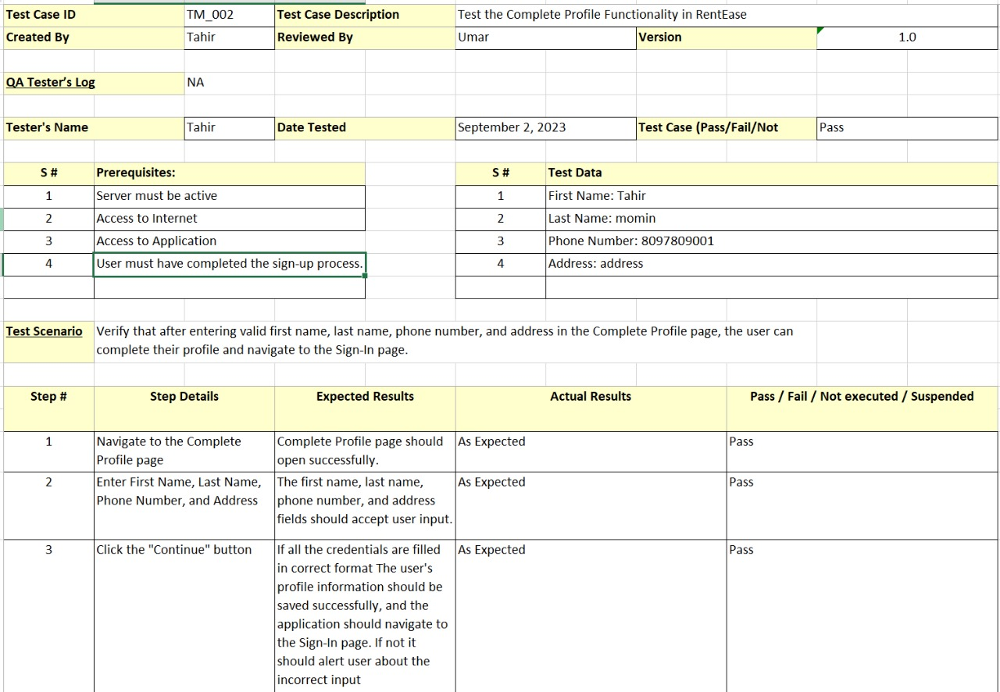 Test Case ID TM_002 Test Case Description Test the Complete Profile Functionality in RentEase
Created By Tahir Reviewed By Umar Version 1.0
QA Tester’s Log NA
Tester's Name Tahir Date Tested September 2, 2023 Test Case (Pass/Fail/Not Pass
S # Prerequisites: S # Test Data
1 Server must be active 1 First Name: Tahir
2 Access to Internet 2 Last Name: momin
3 Access to Application 3 Phone Number: 8097809001
4 User must have completed the sign-up process. 4 Address: address
Test Scenario Verify that after entering valid first name, last name, phone number, and address in the Complete Profile page, the user can
complete their profile and navigate to the Sign-In page.
Step # Step Details Expected Results Actual Results Pass / Fail / Not executed / Suspended
1 Navigate to the Complete Complete Profile page should As Expected Pass
Profile page open successfully.
2 Enter First Name, Last Name, The first name, last name, As Expected Pass
Phone Number, and Address phone number, and address
fields should accept user input.
3 Click the "Continue" button If all the credentials are filled As Expected Pass
in correct format The user's
profile information should be
saved successfully, and the
application should navigate to
the Sign-In page. If not it
should alert user about the
incorrect input